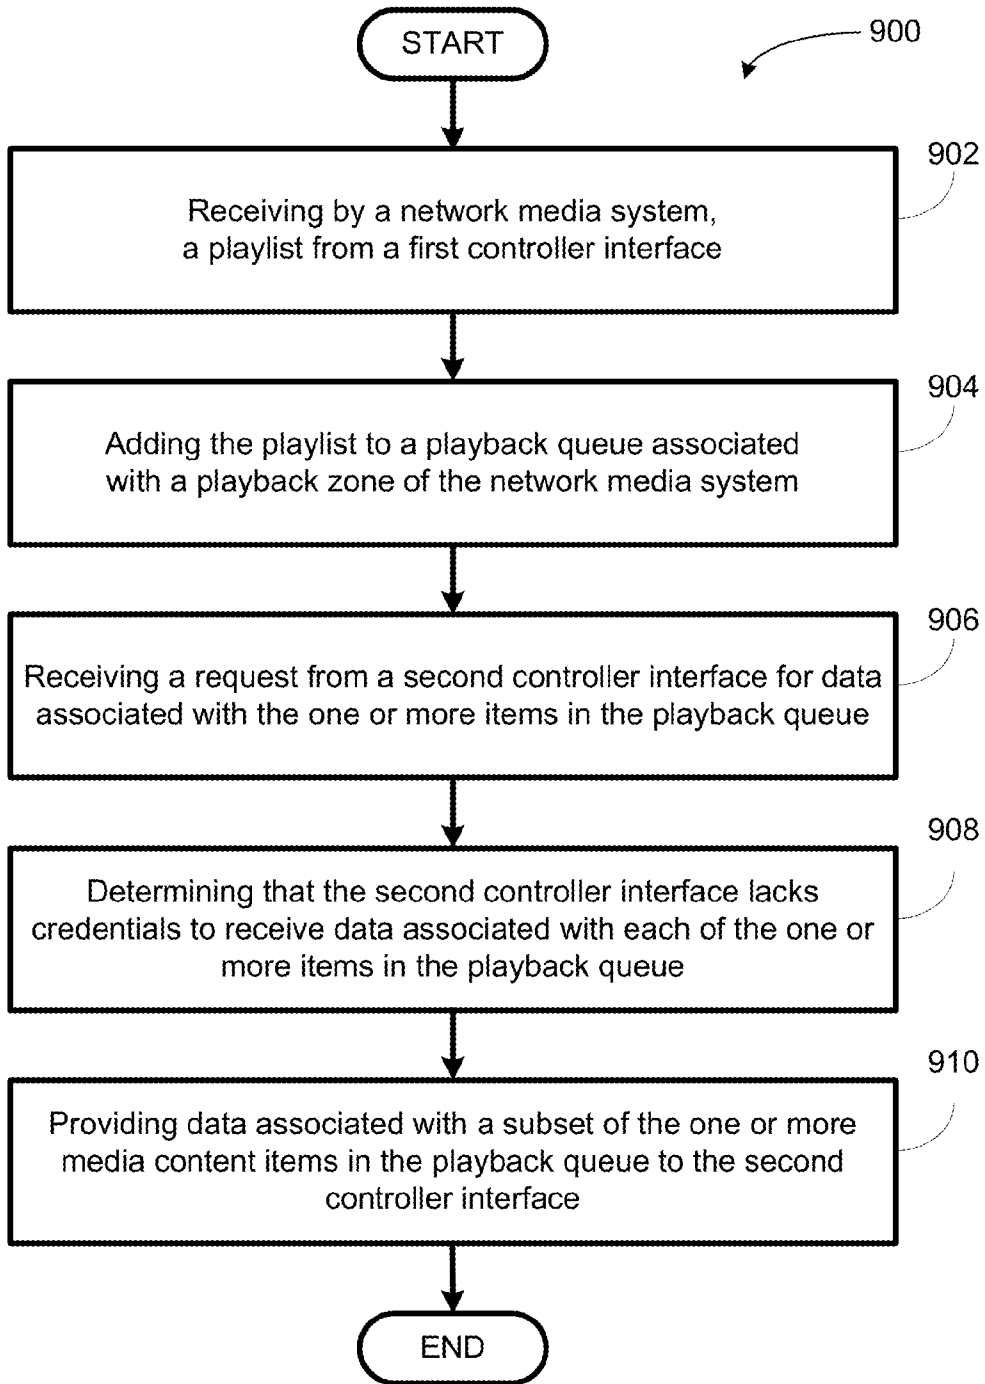 START
900
902
Receiving by a network media system,
a playlist from a first controller interface
904
Adding the playlist to a playback queue associated
with a playback zone of the network media system
906
Receiving a request from a second controller interface for data
associated with the one or more items in the playback queue
908
Determining that the second controller interface lacks
credentials to receive data associated with each of the one or
more items in the playback queue
910
Providing data associated with a subset of the one or more
media content items in the playback queue to the second
controller interface
END